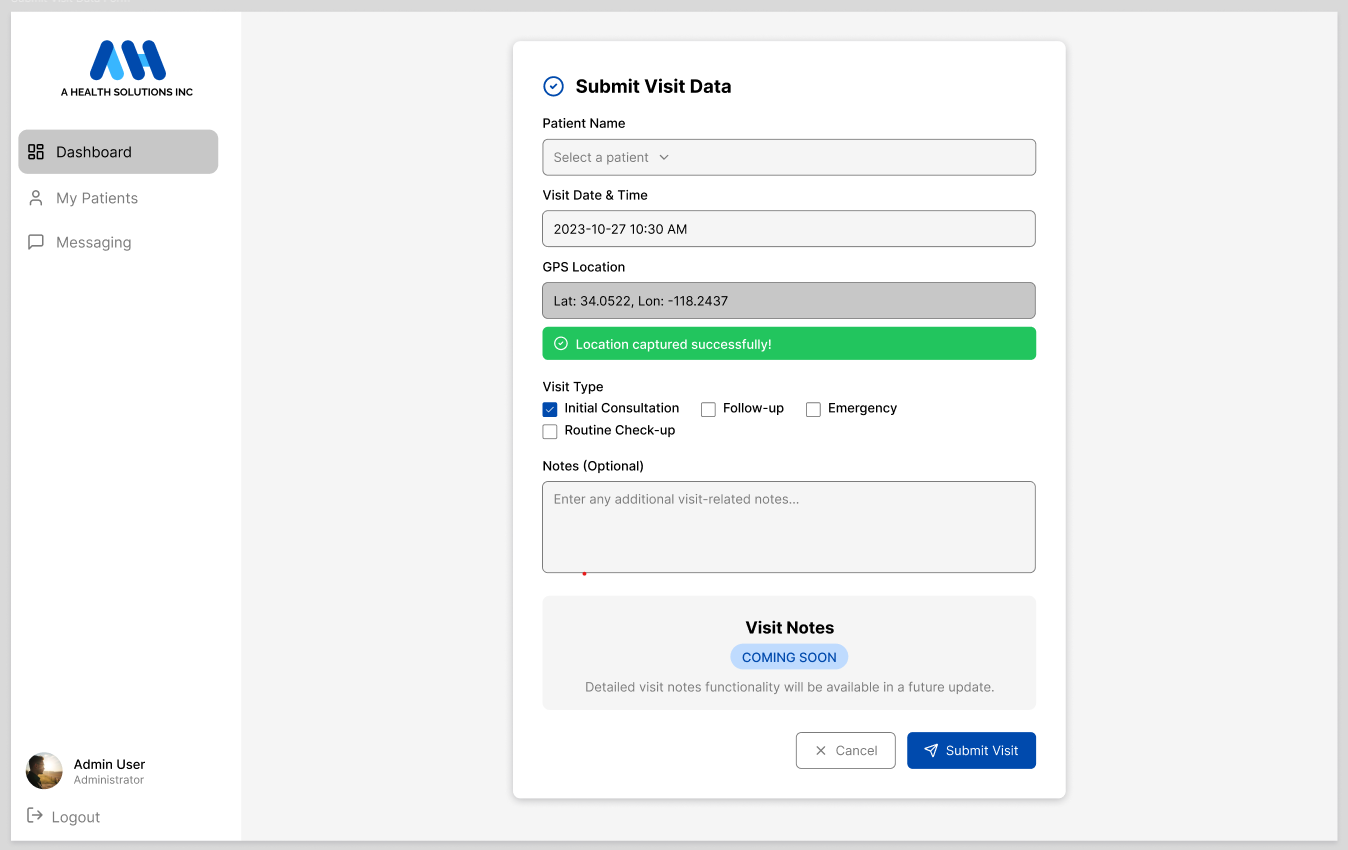 A HEALTH SOLUTIONS INC
Dashboard
My Patients
Messaging
Admin User
Administrator
Logout
Submit Visit Data
Patient Name
Select a patient
Visit Date & Time
2023-10-27 10:30 AM
GPS Location
Lat: 34.0522, Lon: -118.2437
Location captured successfully!
Visit Type
Initial Consultation Follow-up Emergency
Routine Check-up
Notes (Optional)
Enter any additional visit-related notes...
Visit Notes
COMING SOON
Detailed visit notes functionality will be available in a future update.
Cancel Submit Visit